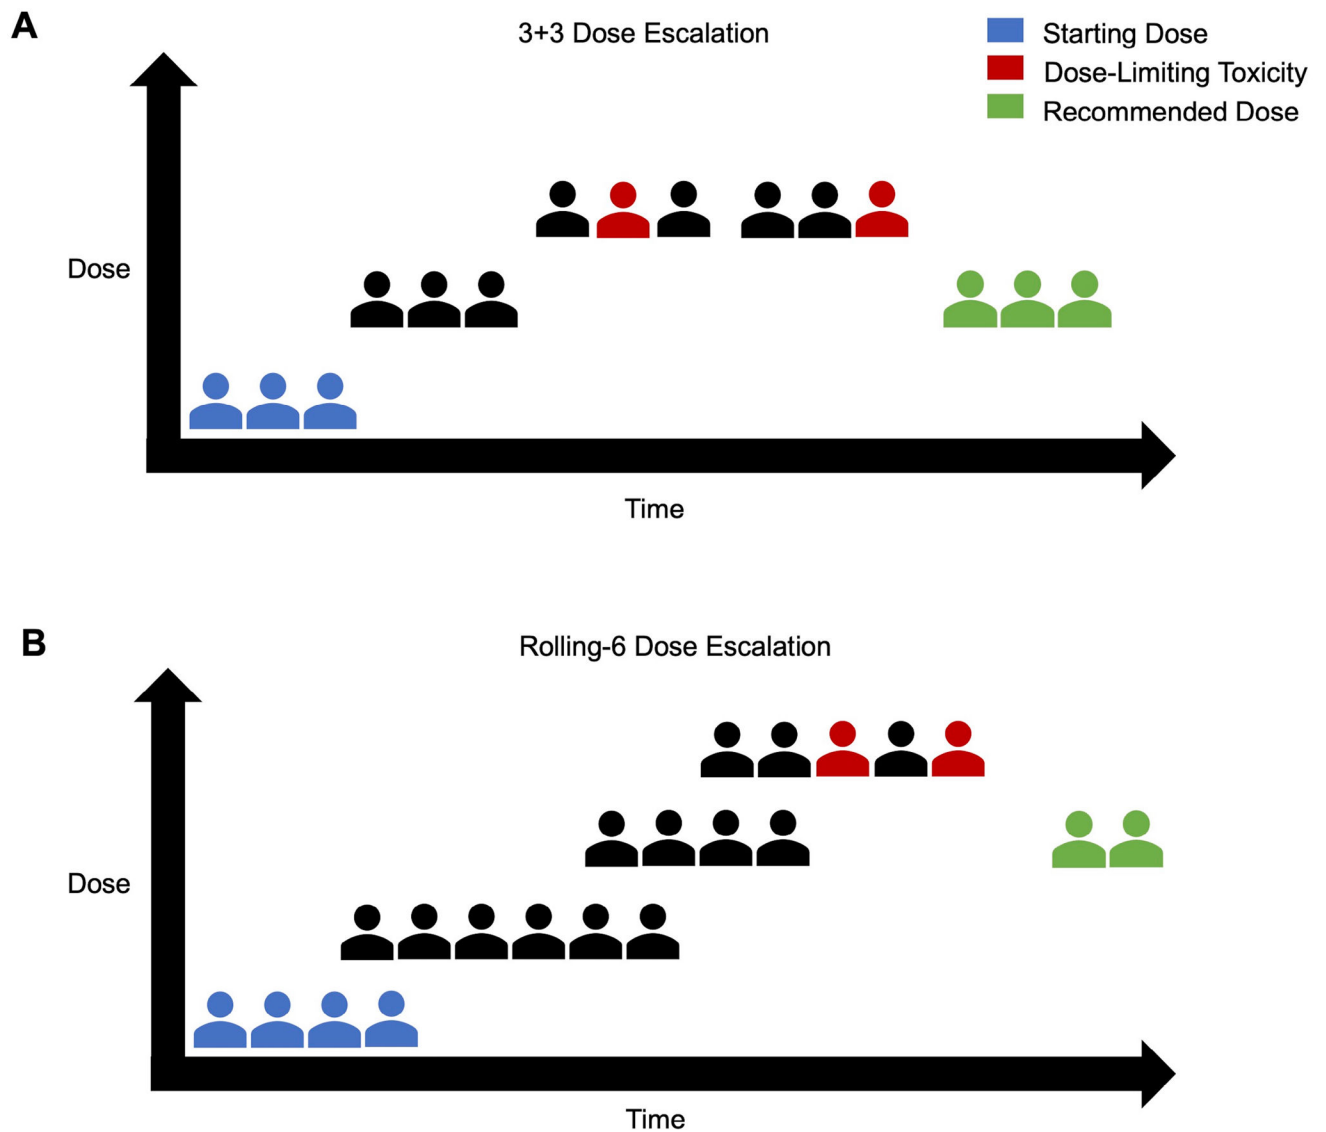 A
3+3 Dose Escalation
Starting Dose
Dose-Limiting Toxicity
Recommended Dose
Dose
Time
B
Rolling-6 Dose Escalation
Dose
Time